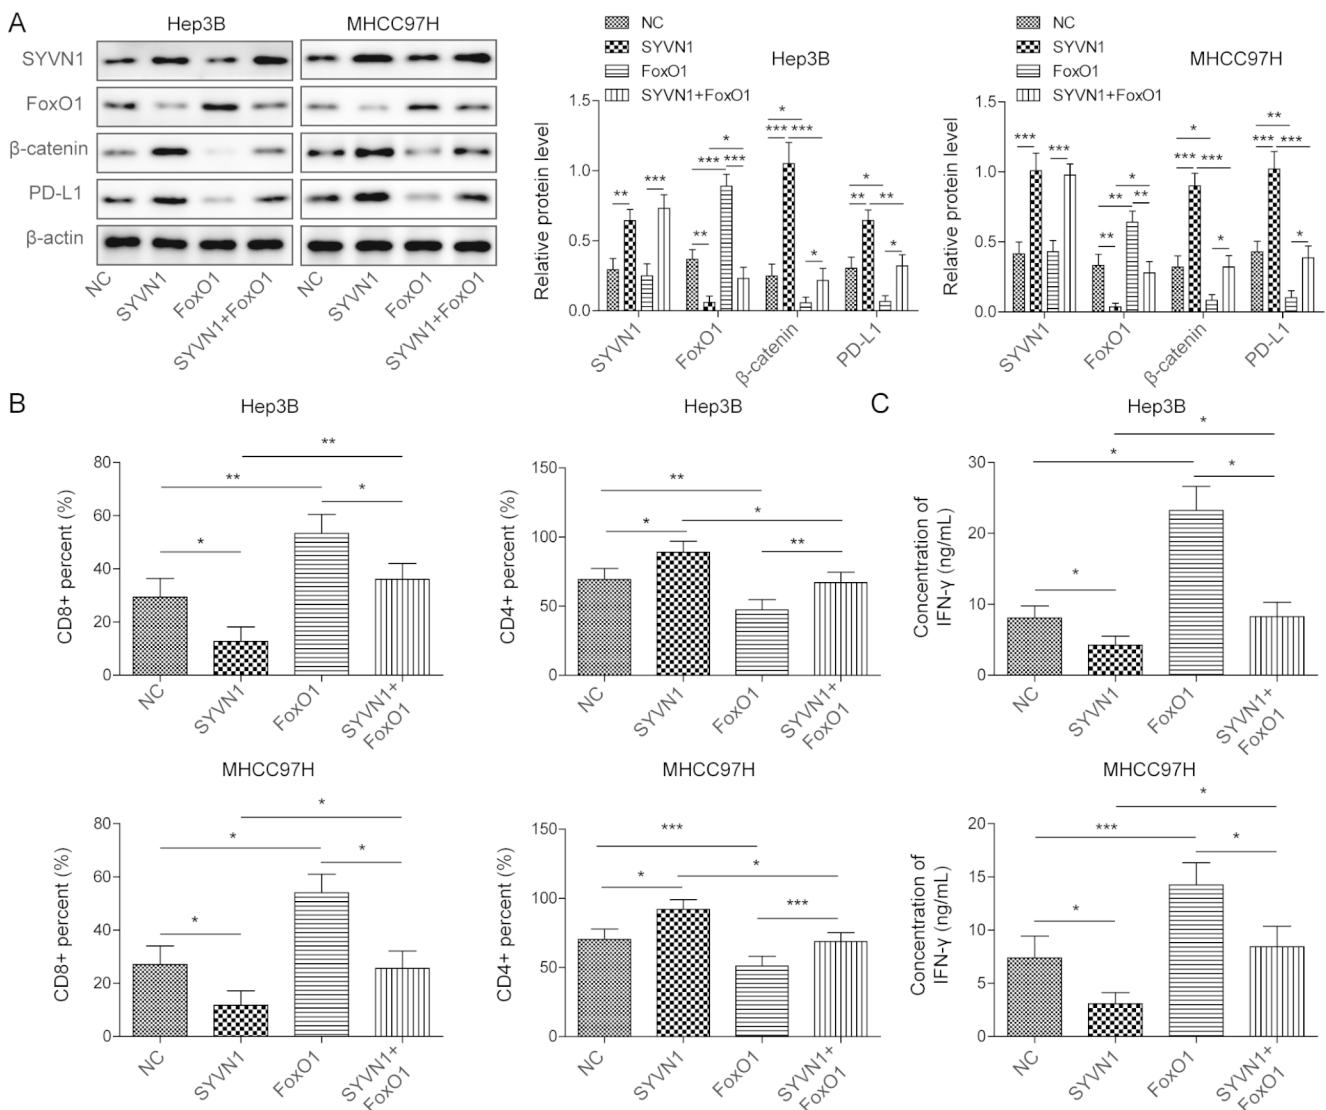 A
Hep3B
MHCC97H
SYVN1
FoxO1
β-catenin
PD-L1
β-actin
NC
SYVN1
FoxO1
SYVN1+FoxO1
NC
SYVN1
FoxO1
SYVN1+FoxO1
NC
SYVN1
FoxO1
SYVN1+FoxO1
Hep3B
Relative protein level
1.5
1.0
0.5
0.0
** *** ** *** *** * * *** *** * ** * ** *
SYVN1
FoxO1
β-catenin
PD-L1
NC
SYVN1
FoxO1
SYVN1+FoxO1
MHCC97H
Relative protein level
1.5
1.0
0.5
0.0
*** *** ** ** * ** * *** *** * ** *** *** *
SYVN1
FoxO1
β-catenin
PD-L1
B
Hep3B
CD8+ percent (%)
80
60
40
20
0
**
**
*
*
NC
SYVN1
FoxO1
SYVN1+
FoxO1
Hep3B
CD4+ percent (%)
150
100
50
0
**
*
*
**
NC
SYVN1
FoxO1
SYVN1+
FoxO1
C
Hep3B
Concentration of
IFN-γ (ng/mL)
30
20
10
0
*
*
*
*
NC
SYVN1
FoxO1
SYVN1+
FoxO1
MHCC97H
CD8+ percent (%)
80
60
40
20
0
*
*
*
*
NC
SYVN1
FoxO1
SYVN1+
FoxO1
MHCC97H
CD4+ percent (%)
150
100
50
0
***
*
*
***
NC
SYVN1
FoxO1
SYVN1+
FoxO1
MHCC97H
Concentration of
IFN-γ (ng/mL)
20
15
10
5
0
*
***
*
*
NC
SYVN1
FoxO1
SYVN1+
FoxO1